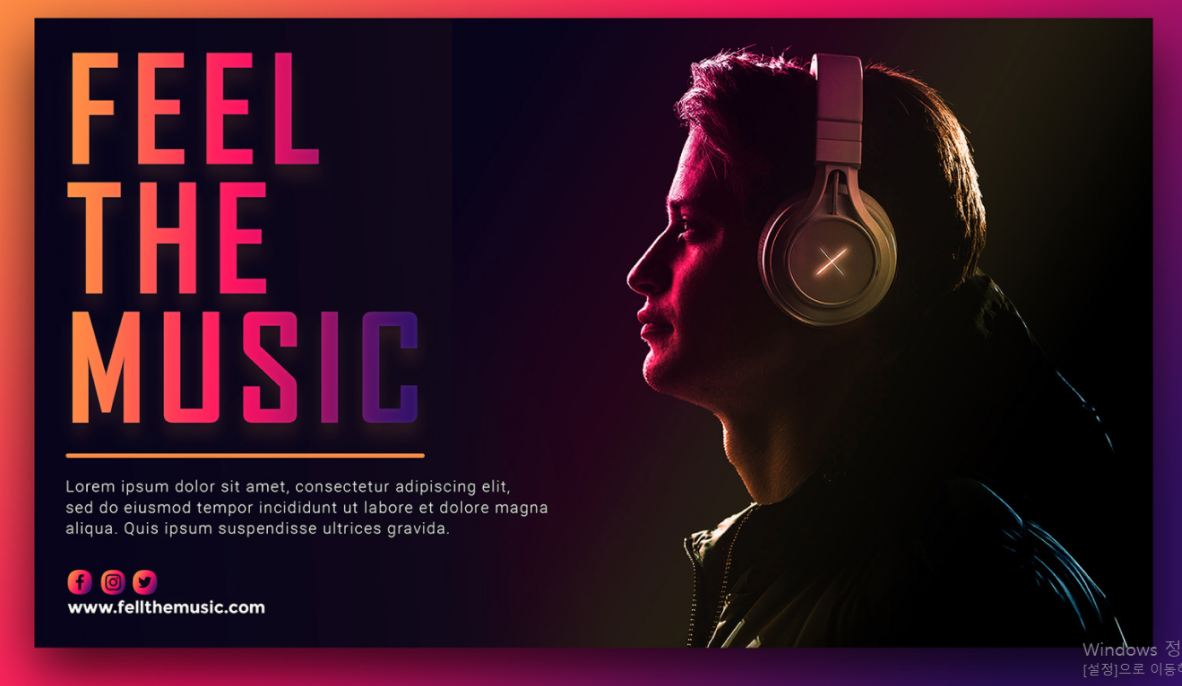 FEEL
THE
MUSIC
Lorem ipsum dolor sit amet, consectetur adipiscing elit,
sed do eiusmod tempor incididunt ut labore et dolore magna
aliqua. Quis ipsum suspendisse ultrices gravida.
www.fellthemusic.com
Windows 정
[설정]으로 이동